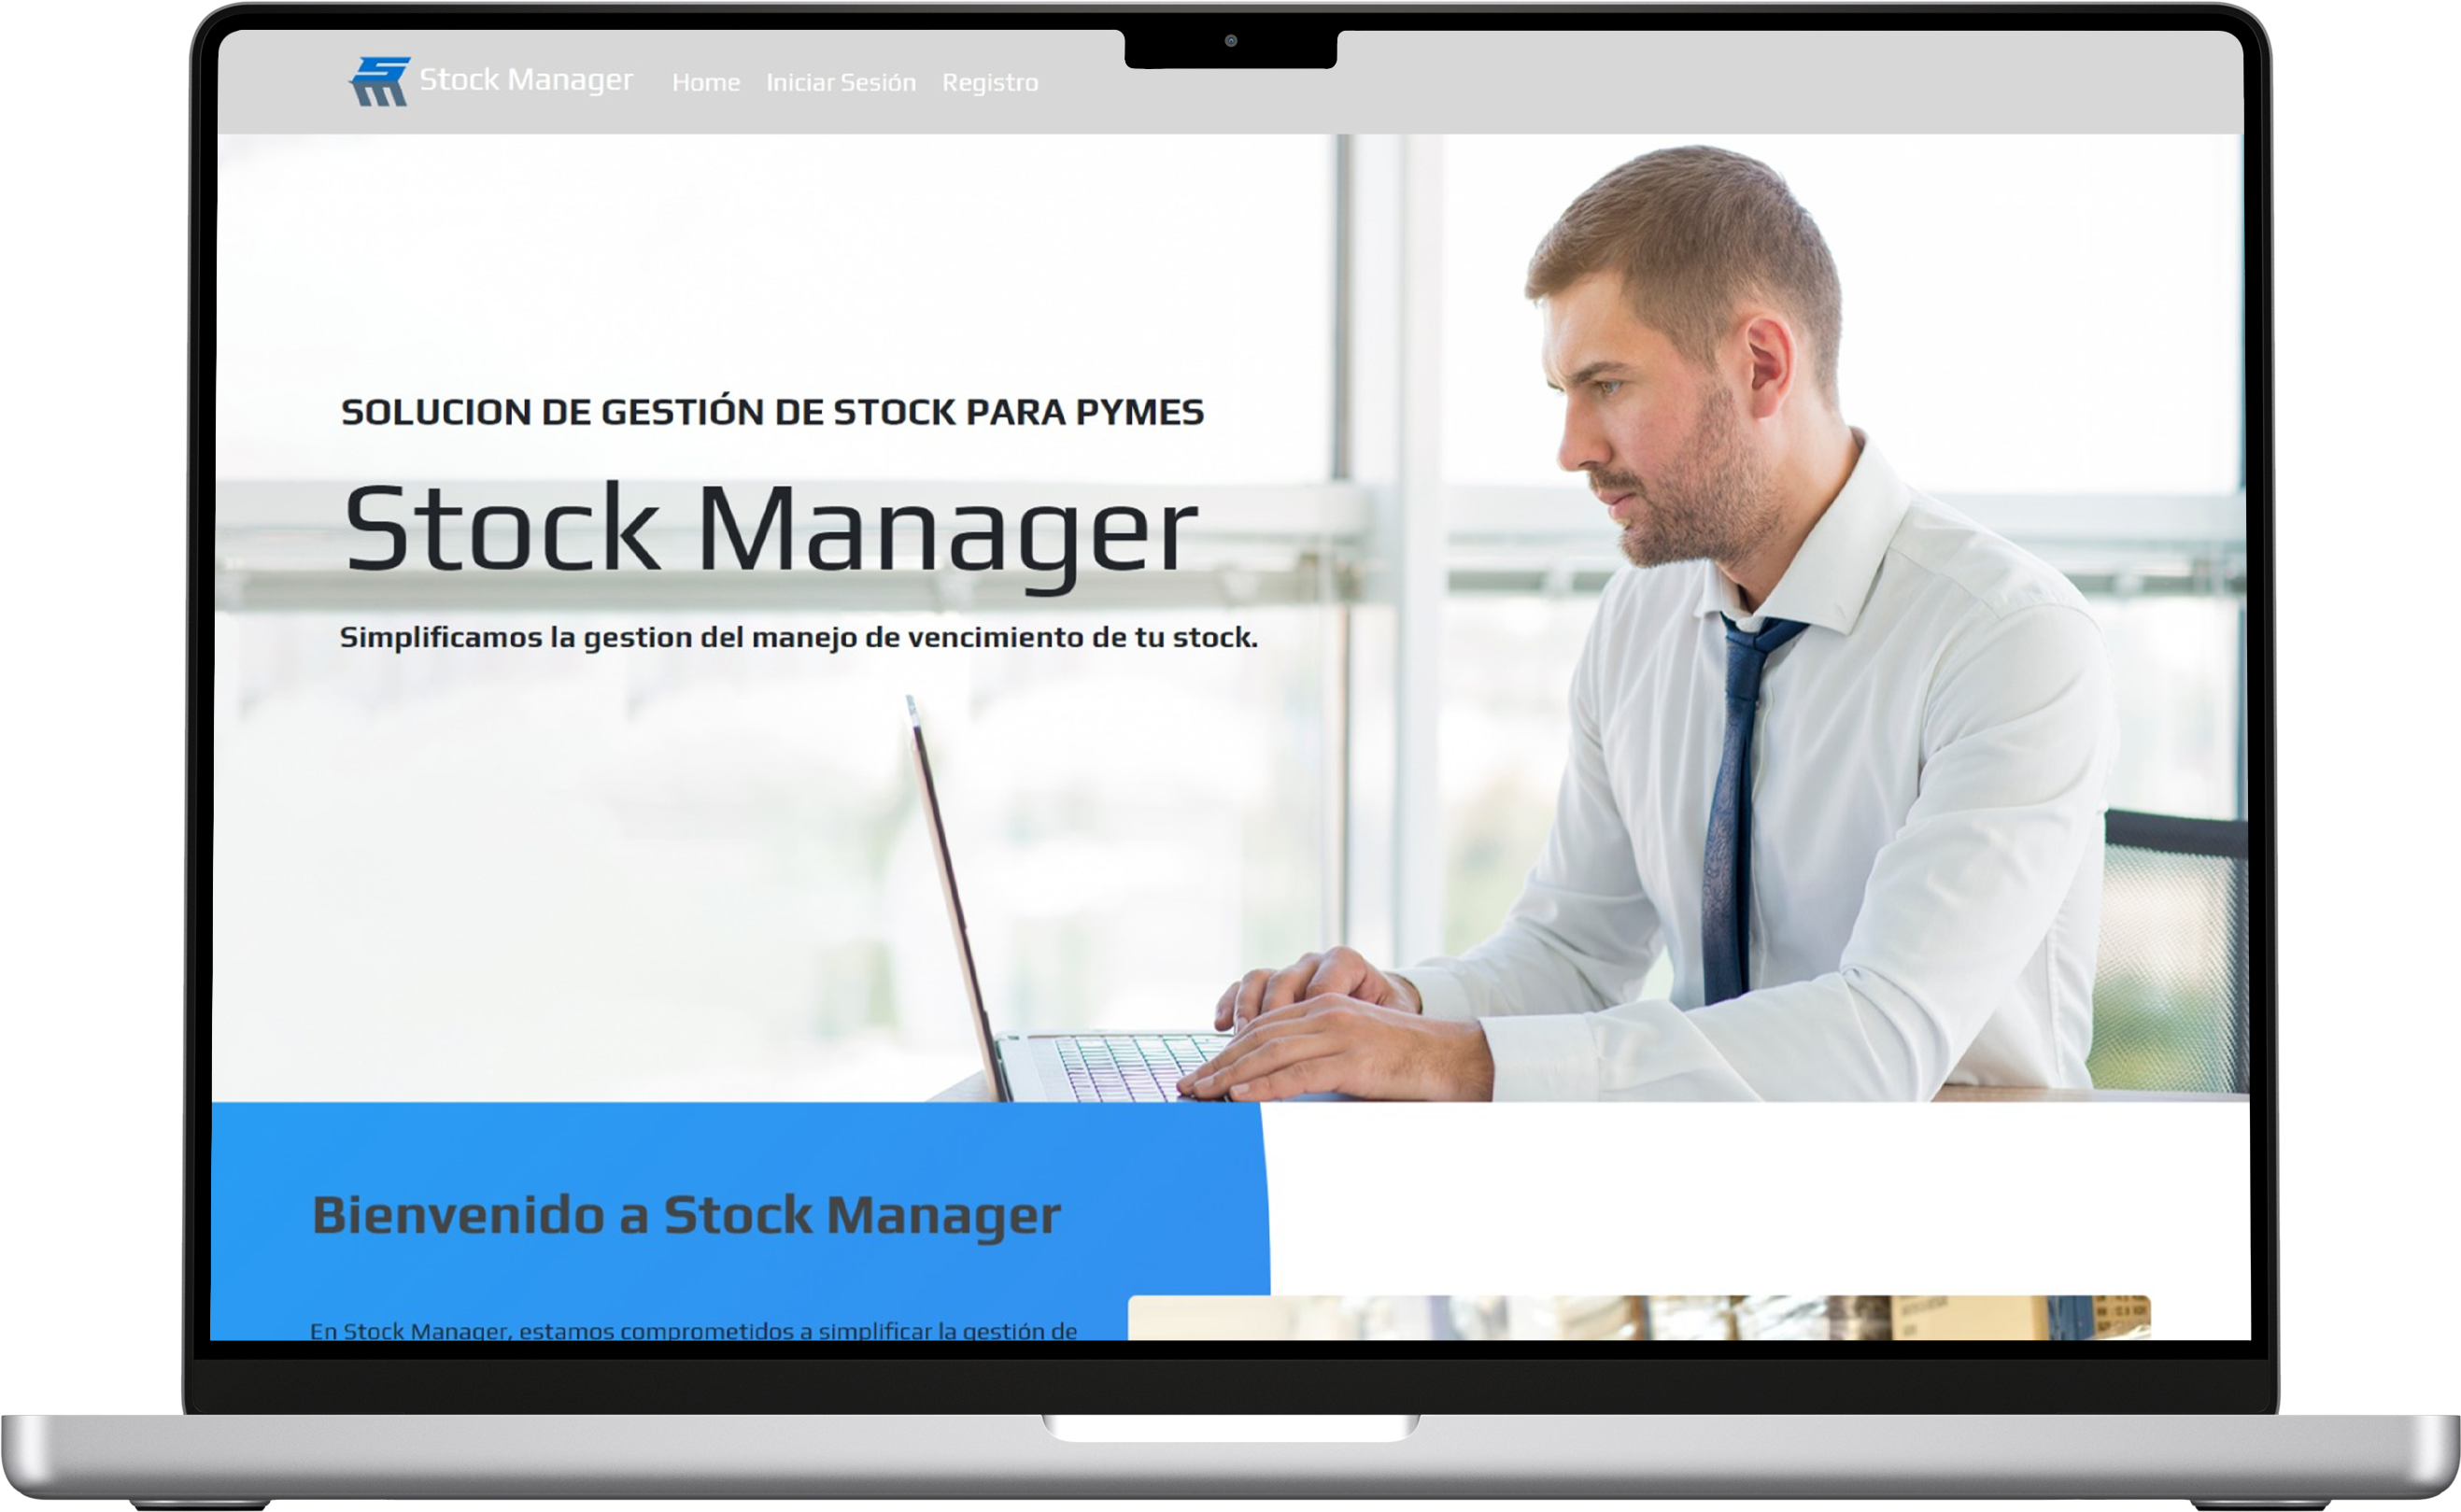 Stock Manager Home Iniciar Sesión Registro
SOLUCION DE GESTIÓN DE STOCK PARA PYMES
Stock Manager
Simplificamos la gestion del manejo de vencimiento de tu stock.
Bienvenido a Stock Manager
En Stock Manager, estamos comprometidos a simplificar la gestión de